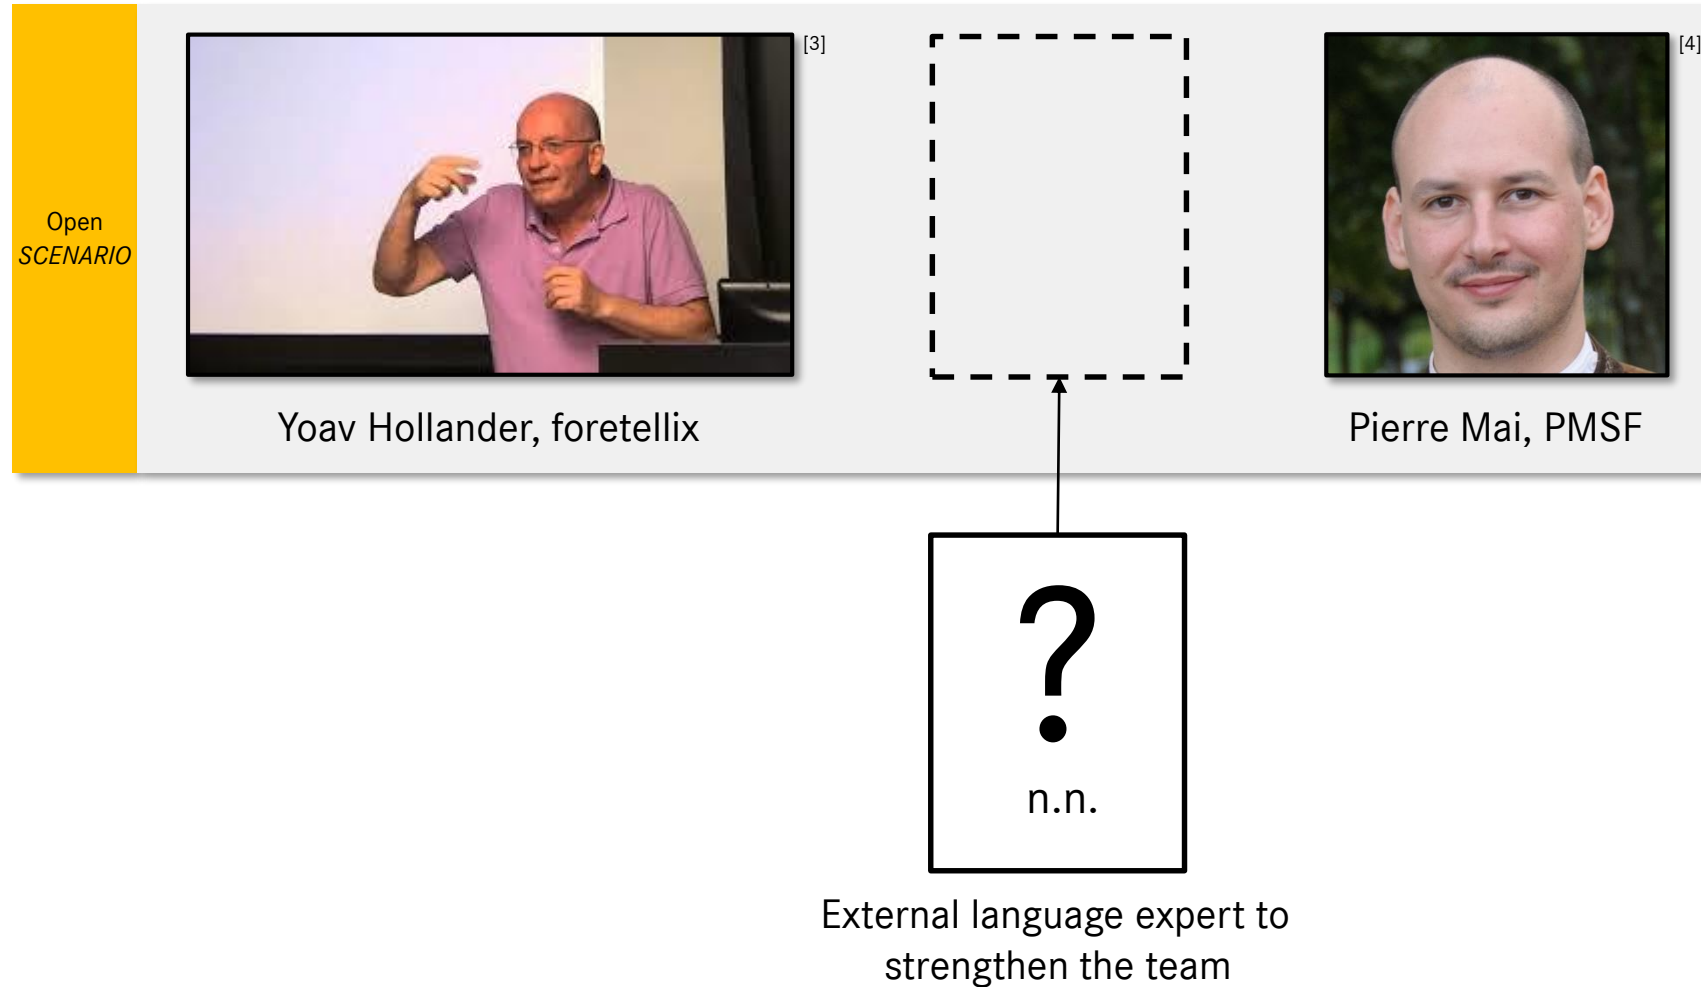 Open
SCENARIO
[3]
[4]
Yoav Hollander, foretellix
Pierre Mai, PMSF
?
n.n.
External language expert to
strengthen the team